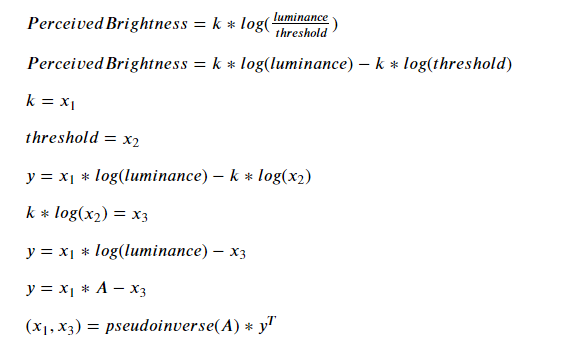 Perceived Brightness = k * log(luminance/threshold)
Perceived Brightness = k * log(luminance) − k * log(threshold)
k = x₁
threshold = x₂
y = x₁ * log(luminance) − k * log(x₂)
k * log(x₂) = x₃
y = x₁ * log(luminance) − x₃
y = x₁ * A − x₃
(x₁, x₃) = pseudoinverse(A) * yᵀ